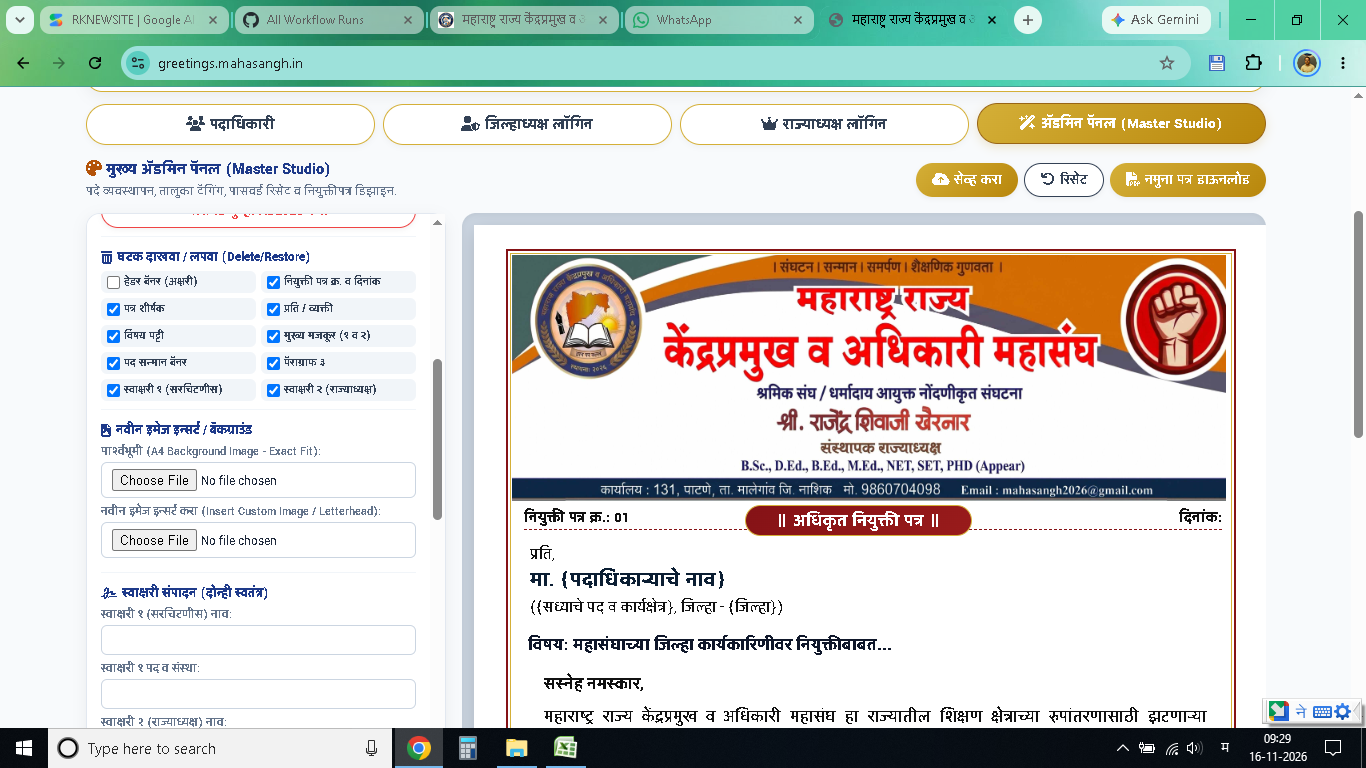 RKNEWSITE | Google AI
All Workflow Runs
महाराष्ट्र राज्य केंद्रप्रमुख व
WhatsApp
महाराष्ट्र राज्य केंद्रप्रमुख व
Ask Gemini
greetings.mahasangh.in
पदाधिकारी
जिल्हाध्यक्ष लॉगिन
राज्याध्यक्ष लॉगिन
ॲडमिन पॅनल (Master Studio)
मुख्य ॲडमिन पॅनल (Master Studio)
पदे व्यवस्थापन, तालुका टॅगिंग, पासवर्ड रिसेट व नियुक्तीपत्र डिझाइन.
सेव्ह करा
रिसेट
नमुना पत्र डाऊनलोड
घटक दाखवा / लपवा (Delete/Restore)
हेडर बॅनर (अक्षरी)
नियुक्ती पत्र क्र. व दिनांक
पत्र शीर्षक
प्रति / व्यक्ती
विषय पट्टी
मुख्य मजकूर (१ व २)
पद सन्मान बॅनर
पॅराग्राफ ३
स्वाक्षरी १ (सरचिटणीस)
स्वाक्षरी २ (राज्याध्यक्ष)
नवीन इमेज इन्सर्ट / बॅकग्राउंड
पार्श्वभूमी (A4 Background Image - Exact Fit):
Choose File No file chosen
नवीन इमेज इन्सर्ट करा (Insert Custom Image / Letterhead):
Choose File No file chosen
स्वाक्षरी संपादन (दोन्ही स्वतंत्र)
स्वाक्षरी १ (सरचिटणीस) नाव:
स्वाक्षरी १ पद व संस्था:
स्वाक्षरी २ (राज्याध्यक्ष) नाव:
। संघटन । सन्मान । समर्पण । शैक्षणिक गुणवता ।
महाराष्ट्र राज्य
केंद्रप्रमुख व अधिकारी महासंघ
श्रमिक संघ / धर्मादाय आयुक्त नोंदणीकृत संघटना
श्री. राजेंद्र शिवाजी खैरनार
संस्थापक राज्याध्यक्ष
B.Sc., D.Ed., B.Ed., M.Ed., NET, SET, PHD (Appear)
कार्यालय : 131, पाटणे, ता. मालेगांव जि. नाशिक मो. 9860704098 Email : mahasangh2026@gmail.com
नियुक्ती पत्र क्र.: 01
॥ अधिकृत नियुक्ती पत्र ॥
दिनांक:
प्रति,
मा. {पदाधिकाऱ्याचे नाव}
({सध्याचे पद व कार्यक्षेत्र}, जिल्हा - {जिल्हा})
विषय: महासंघाच्या जिल्हा कार्यकारिणीवर नियुक्तीबाबत...
सस्नेह नमस्कार,
महाराष्ट्र राज्य केंद्रप्रमुख व अधिकारी महासंघ हा राज्यातील शिक्षण क्षेत्राच्या रुपांतरणासाठी झटणाऱ्या
Type here to search
म
09:29
16-11-2026